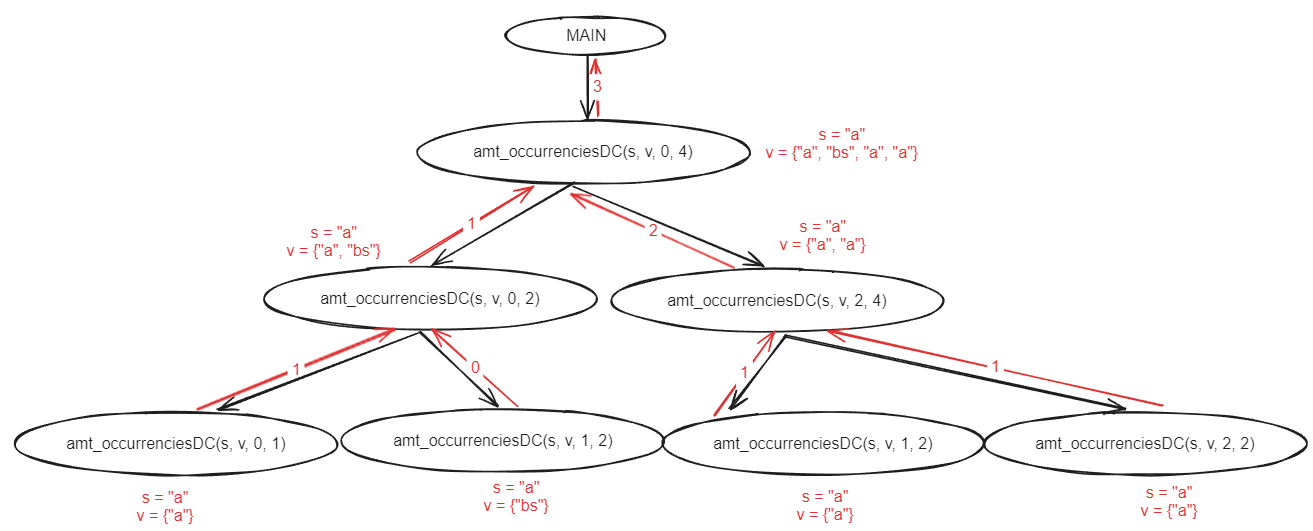 MAIN
3
amt_occurrenciesDC(s, v, 0, 4)
s = "a"
v = {"a", "bs", "a", "a"}
1
2
s = "a"
v = {"a", "bs"}
s = "a"
v = {"a", "a"}
amt_occurrenciesDC(s, v, 0, 2)
amt_occurrenciesDC(s, v, 2, 4)
1
0
1
1
amt_occurrenciesDC(s, v, 0, 1)
amt_occurrenciesDC(s, v, 1, 2)
amt_occurrenciesDC(s, v, 1, 2)
amt_occurrenciesDC(s, v, 2, 2)
s = "a"
v = {"a"}
s = "a"
v = {"bs"}
s = "a"
v = {"a"}
s = "a"
v = {"a"}